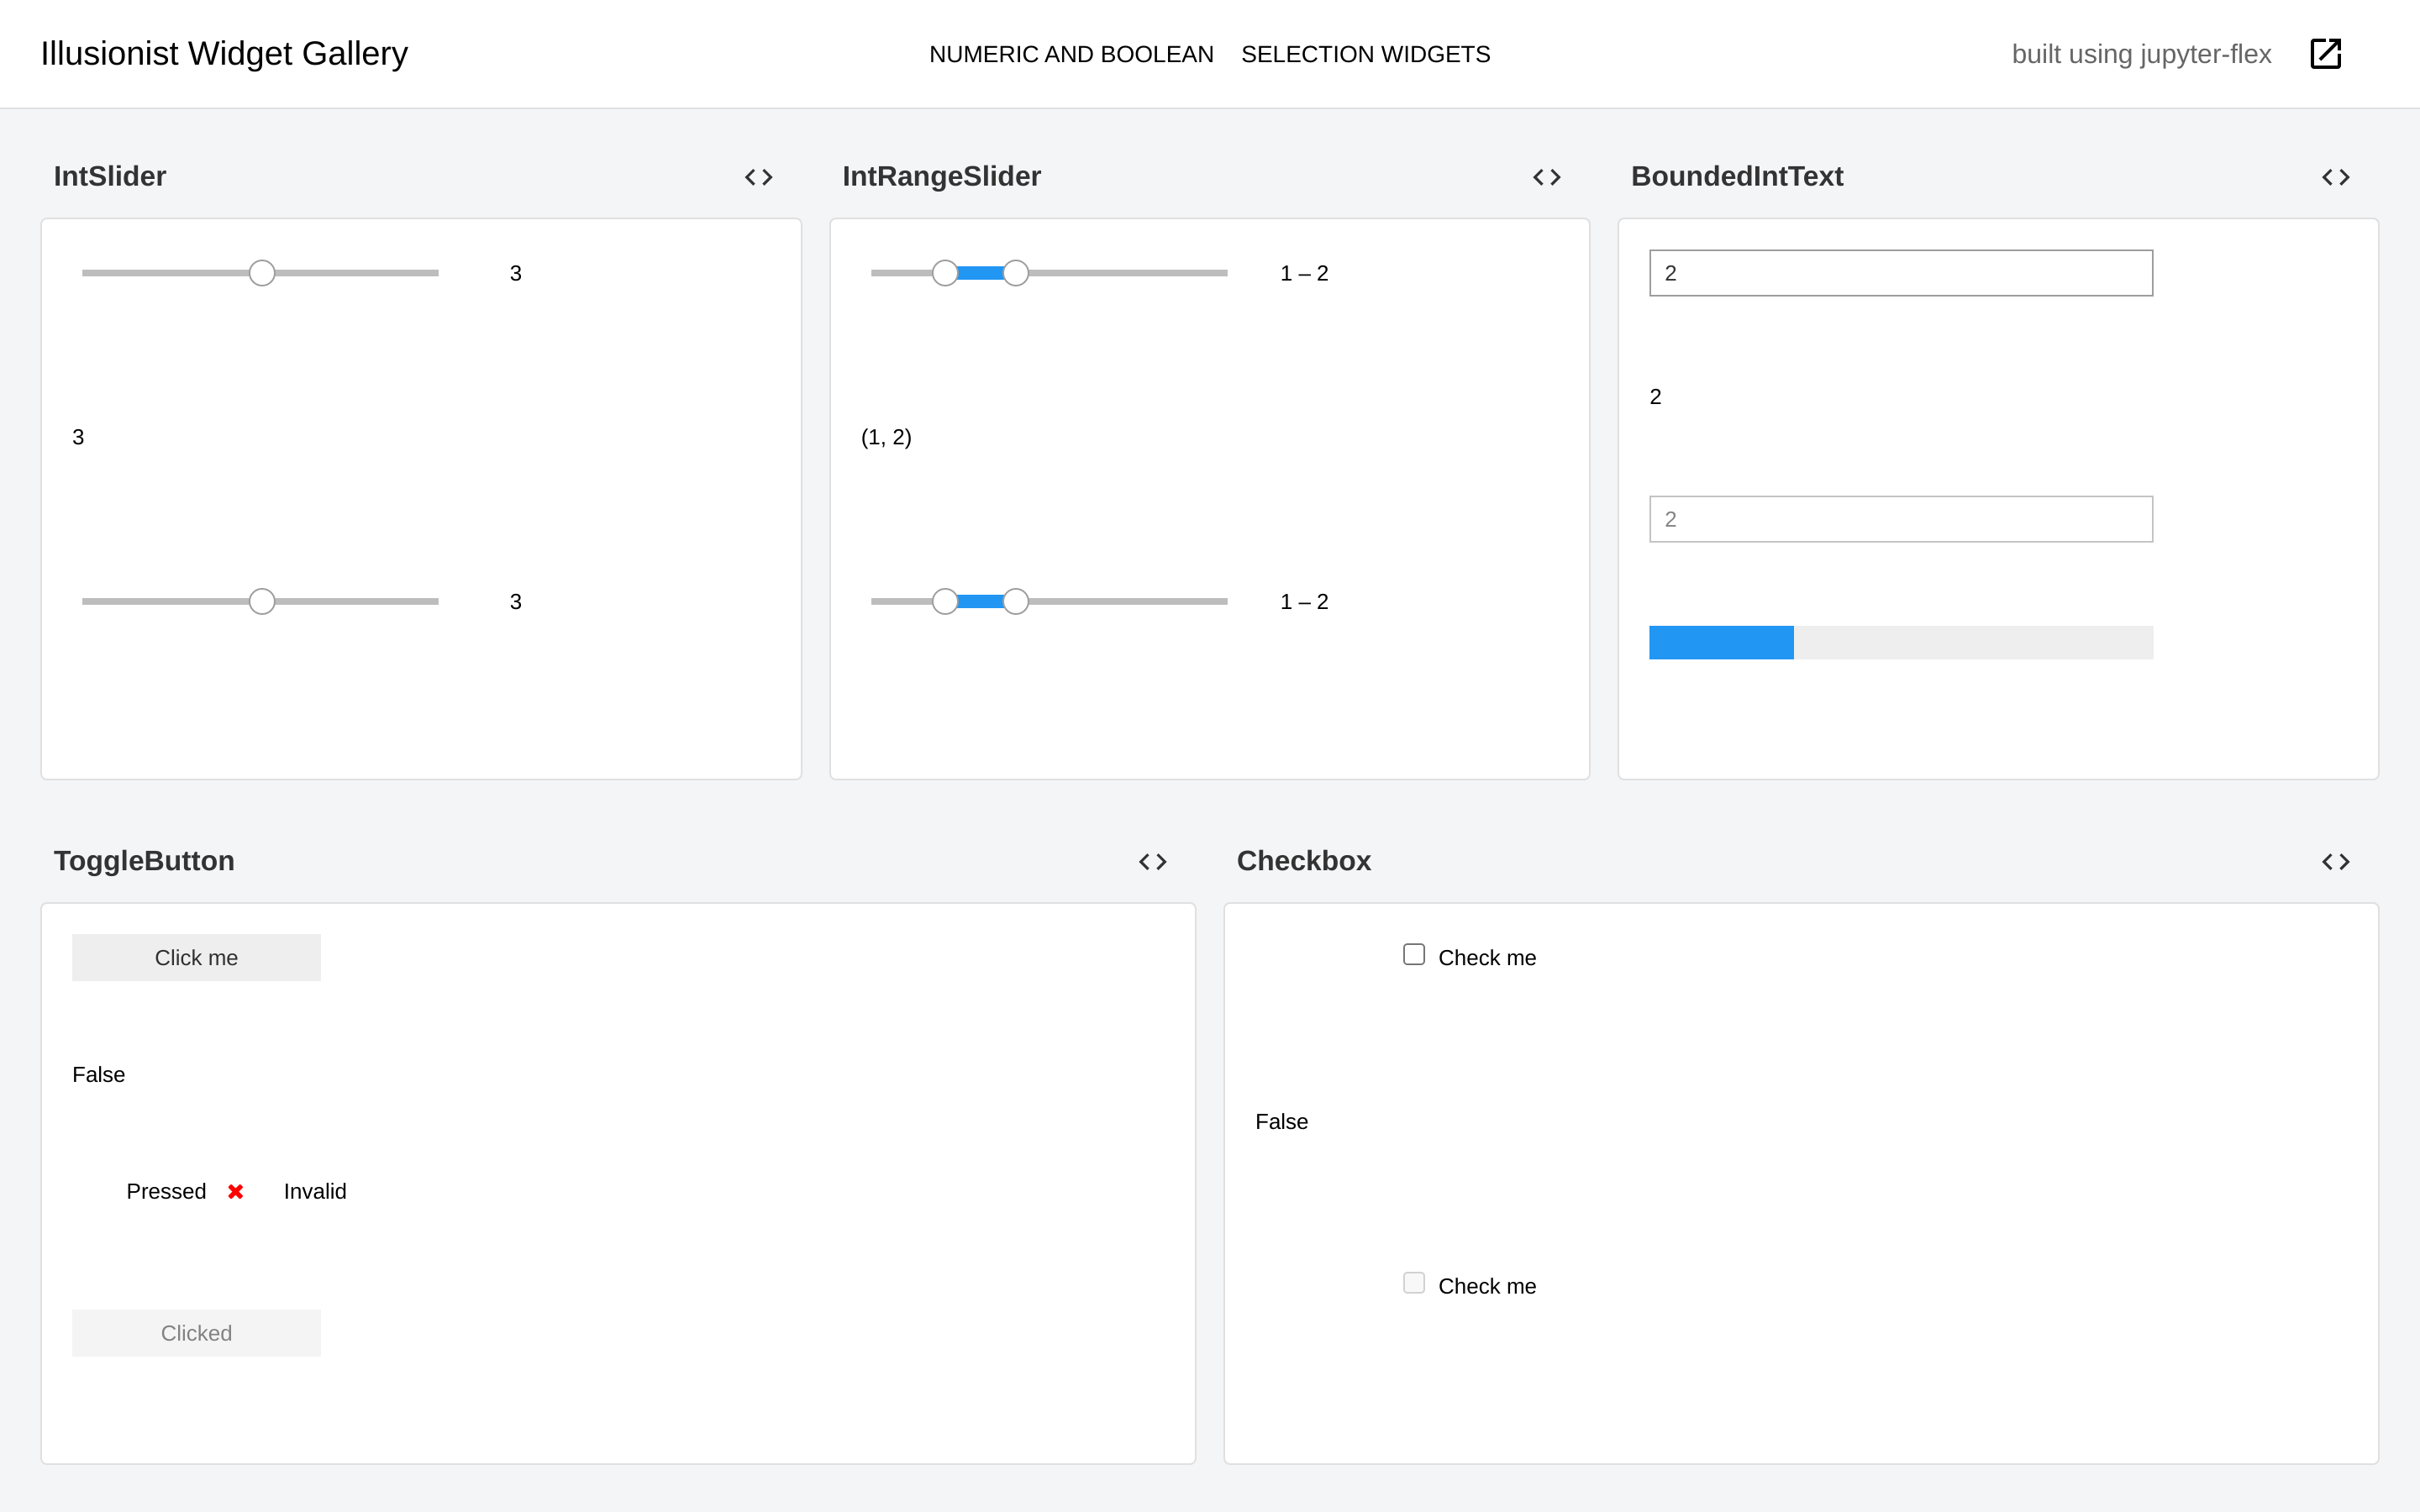 Illusionist Widget Gallery
NUMERIC AND BOOLEAN
SELECTION WIDGETS
built using jupyter-flex
IntSlider
3
3
3
IntRangeSlider
1 – 2
(1, 2)
1 – 2
BoundedIntText
2
2
2
ToggleButton
Click me
False
Pressed ✖ Invalid
Clicked
Checkbox
Check me
False
Check me